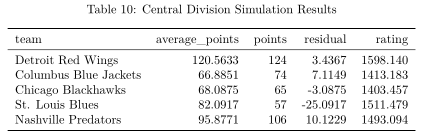 Table 10: Central Division Simulation Results
team average_points points residual rating
Detroit Red Wings 120.5633 124 3.4367 1598.140
Columbus Blue Jackets 66.8851 74 7.1149 1413.183
Chicago Blackhawks 68.0875 65 -3.0875 1403.457
St. Louis Blues 82.0917 57 -25.0917 1511.479
Nashville Predators 95.8771 106 10.1229 1493.094